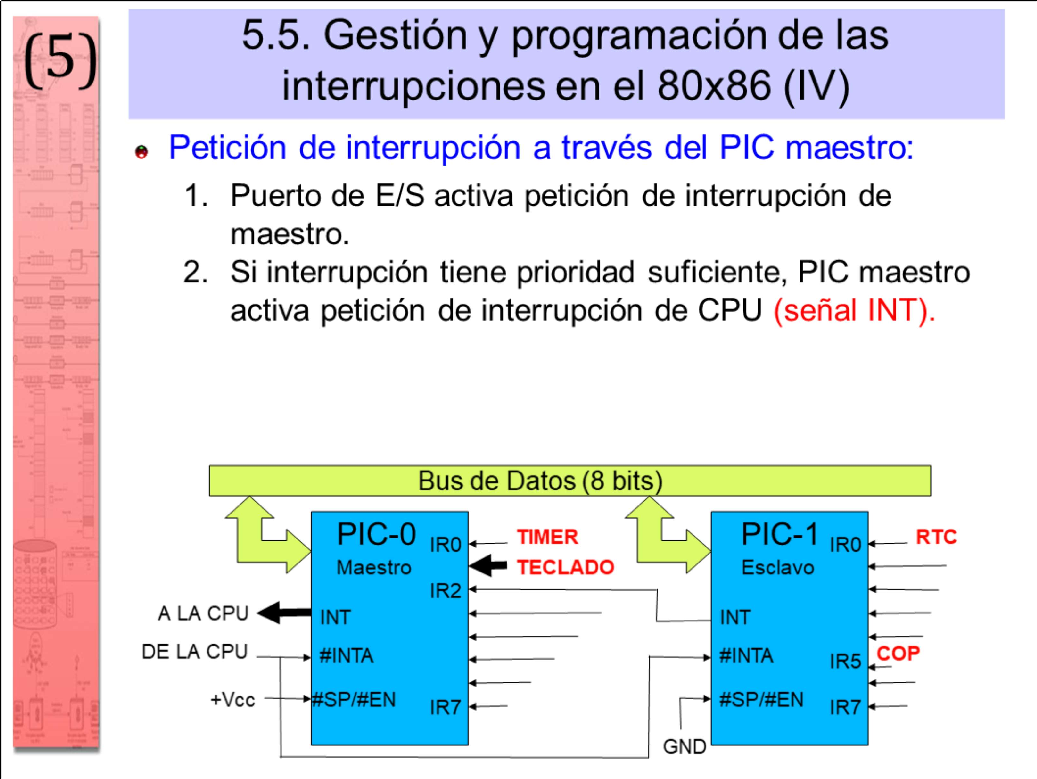 (5)
5.5. Gestión y programación de las
interrupciones en el 80x86 (IV)
Petición de interrupción a través del PIC maestro:
1. Puerto de E/S activa petición de interrupción de
maestro.
2. Si interrupción tiene prioridad suficiente, PIC maestro
activa petición de interrupción de CPU (señal INT).
Bus de Datos (8 bits)
PIC-0
Maestro
IR0
TIMER
TECLADO
IR2
A LA CPU
INT
DE LA CPU
#INTA
+Vcc
#SP/#EN
IR7
PIC-1
Esclavo
IR0
RTC
INT
#INTA
IR5
COP
#SP/#EN
IR7
GND